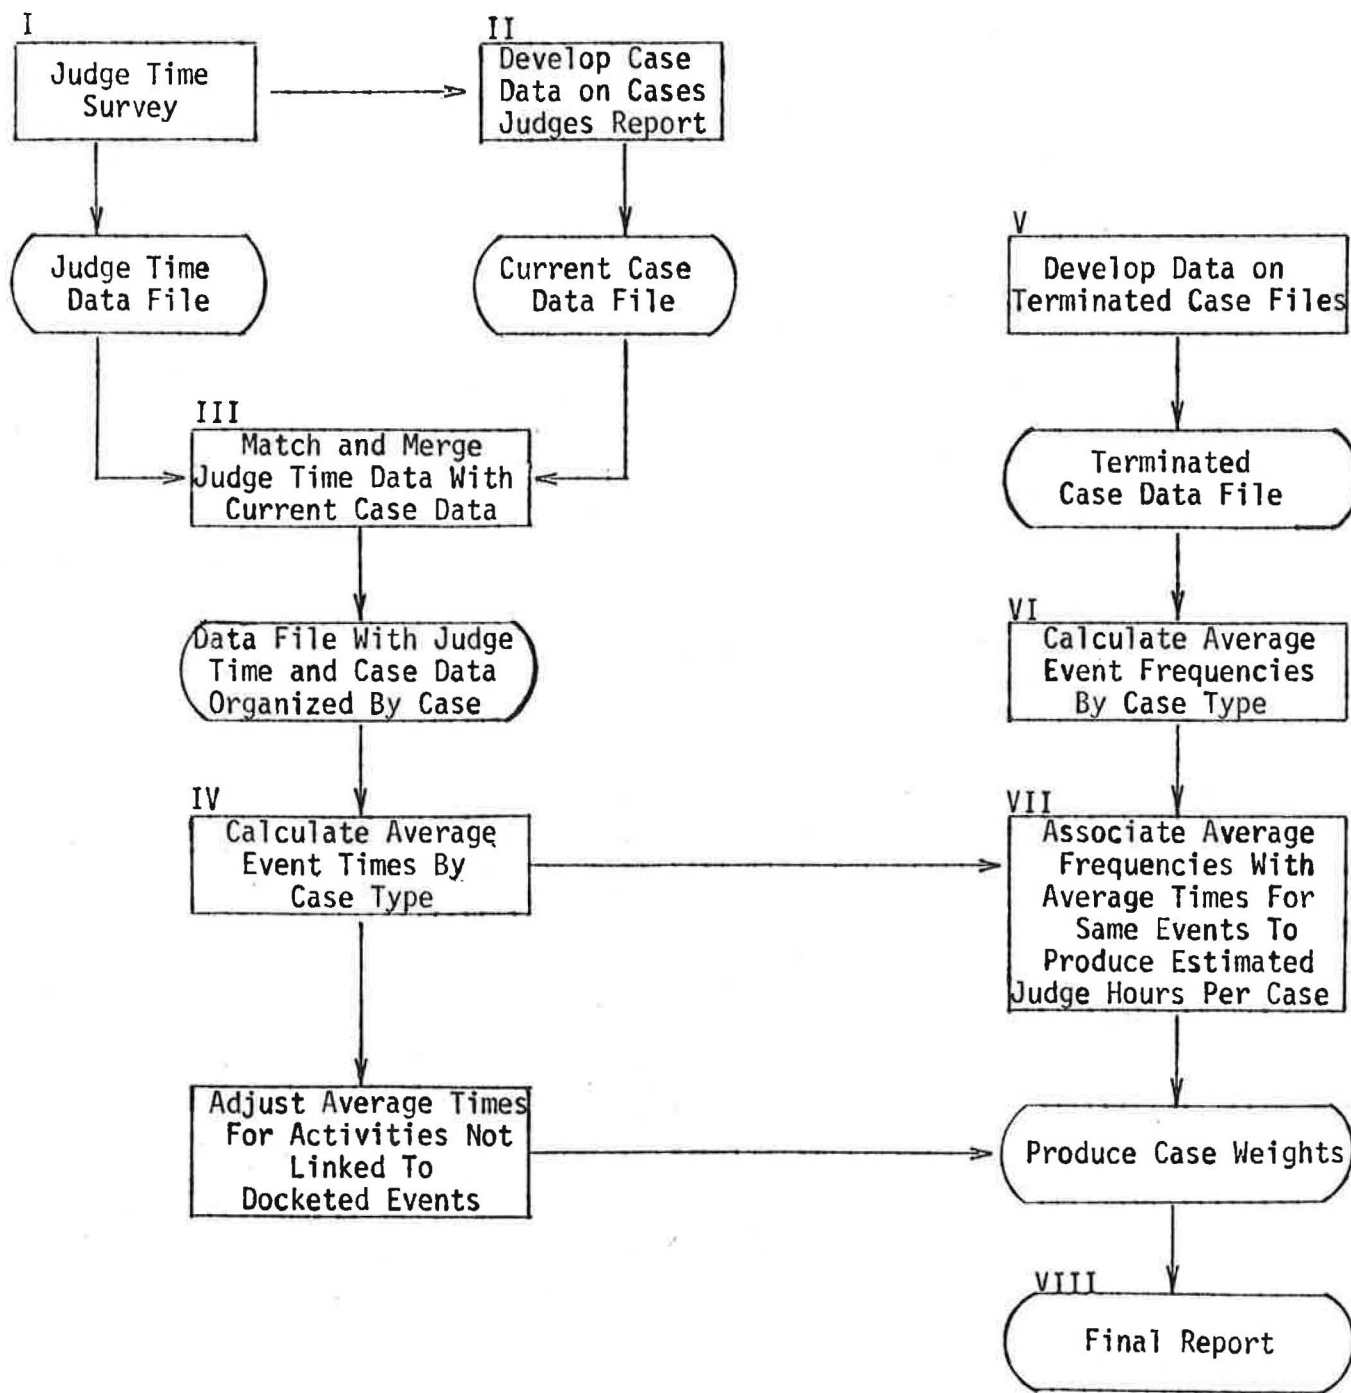 I
Judge Time
Survey
II
Develop Case
Data on Cases
Judges Report
Judge Time
Data File
Current Case
Data File
V
Develop Data on
Terminated Case Files
III
Match and Merge
Judge Time Data With
Current Case Data
Terminated
Case Data File
Data File With Judge
Time and Case Data
Organized By Case
VI
Calculate Average
Event Frequencies
By Case Type
IV
Calculate Average
Event Times By
Case Type
VII
Associate Average
Frequencies With
Average Times For
Same Events To
Produce Estimated
Judge Hours Per Case
Adjust Average Times
For Activities Not
Linked To
Docketed Events
Produce Case Weights
VIII
Final Report